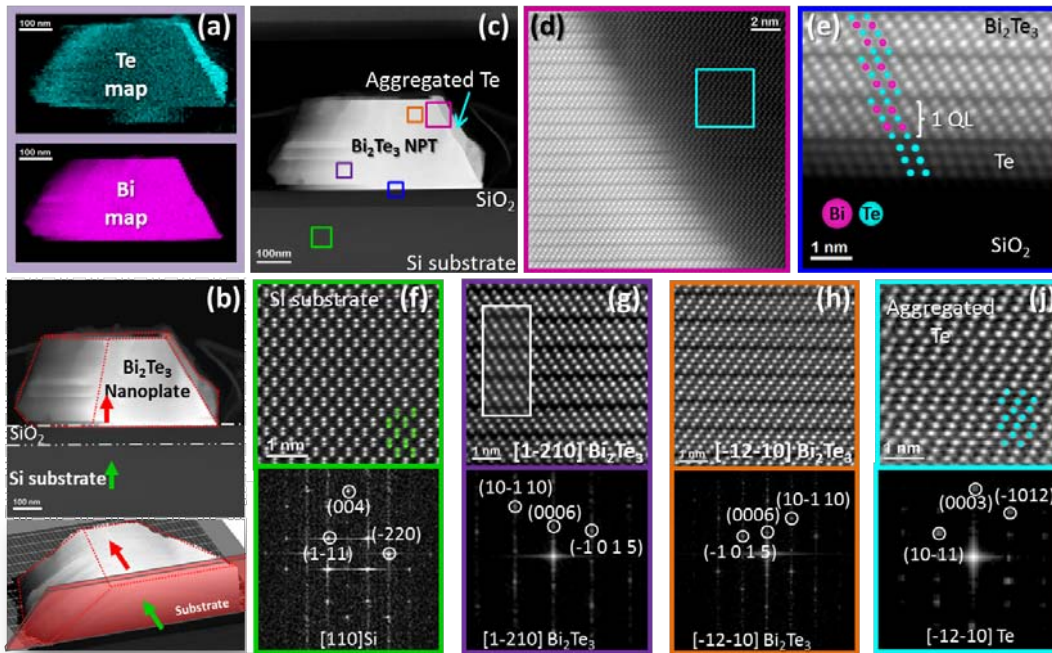 100 nm
(a)
Te
map
100 nm
Bi
map
(c)
Aggregated Te
Bi₂Te₃ NPT
SiO₂
100nm
Si substrate
(d)
2 nm
(e)
Bi₂Te₃
1 QL
Te
Bi
Te
1 nm
SiO₂
(b)
Bi₂Te₃
Nanoplate
SiO₂
Si substrate
100 nm
Substrate
(f)
Si substrate
1 nm
(004)
(-220)
(1-11)
[110]Si
(g)
1 nm
[1-210] Bi₂Te₃
(10-1 10)
(0006)
(-1 0 1 5)
[1-210] Bi₂Te₃
(h)
1 nm
[-12-10] Bi₂Te₃
(10-1 10)
(0006)
(-1 0 1 5)
[-12-10] Bi₂Te₃
(j)
Aggregated
Te
1 nm
(0003)
(-1012)
(10-11)
[-12-10] Te